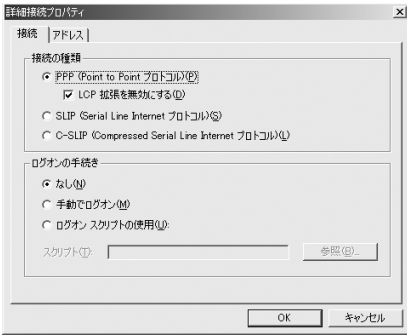 詳細接続プロパティ
接続 アドレス
接続の種類
PPP (Point to Point プロトコル)(P)
LCP 拡張を無効にする(D)
SLIP (Serial Line Internet プロトコル)(S)
C-SLIP (Compressed Serial Line Internet プロトコル)(L)
ログオンの手続き
なし(N)
手動でログオン(M)
ログオン スクリプトの使用(U):
スクリプト(T):
参照(B)...
OK キャンセル